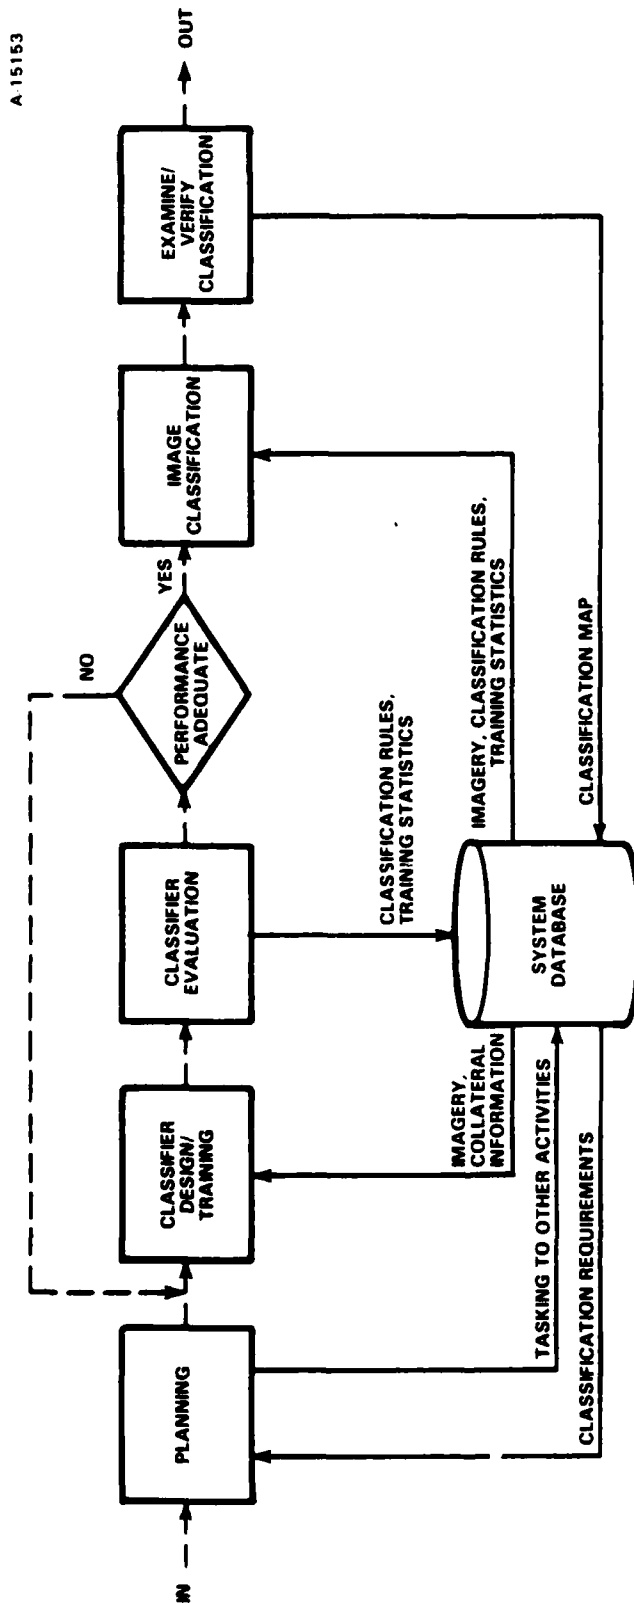 A-15153
IN
PLANNING
CLASSIFIER
DESIGN/
TRAINING
CLASSIFIER
EVALUATION
PERFORMANCE
ADEQUATE
NO
YES
IMAGE
CLASSIFICATION
EXAMINE/
VERIFY
CLASSIFICATION
OUT
CLASSIFICATION RULES,
TRAINING STATISTICS
IMAGERY,
COLLATERAL
INFORMATION
IMAGERY, CLASSIFICATION RULES,
TRAINING STATISTICS
TASKING TO OTHER ACTIVITIES
SYSTEM
DATABASE
CLASSIFICATION REQUIREMENTS
CLASSIFICATION MAP